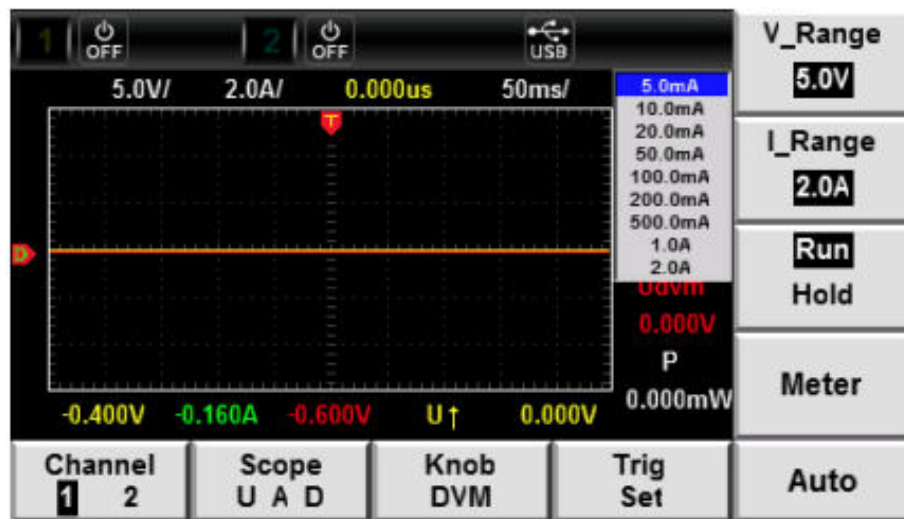 1 OFF 2 OFF USB
5.0V/ 2.0A/ 0.000us 50ms/
T
D
5.0mA
10.0mA
20.0mA
50.0mA
100.0mA
200.0mA
500.0mA
1.0A
2.0A
Udvm
0.000V
P
0.000mW
-0.400V -0.160A -0.600V U↑ 0.000V
V_Range
5.0V
I_Range
2.0A
Run
Hold
Meter
Auto
Channel
1 2
Scope
U A D
Knob
DVM
Trig
Set